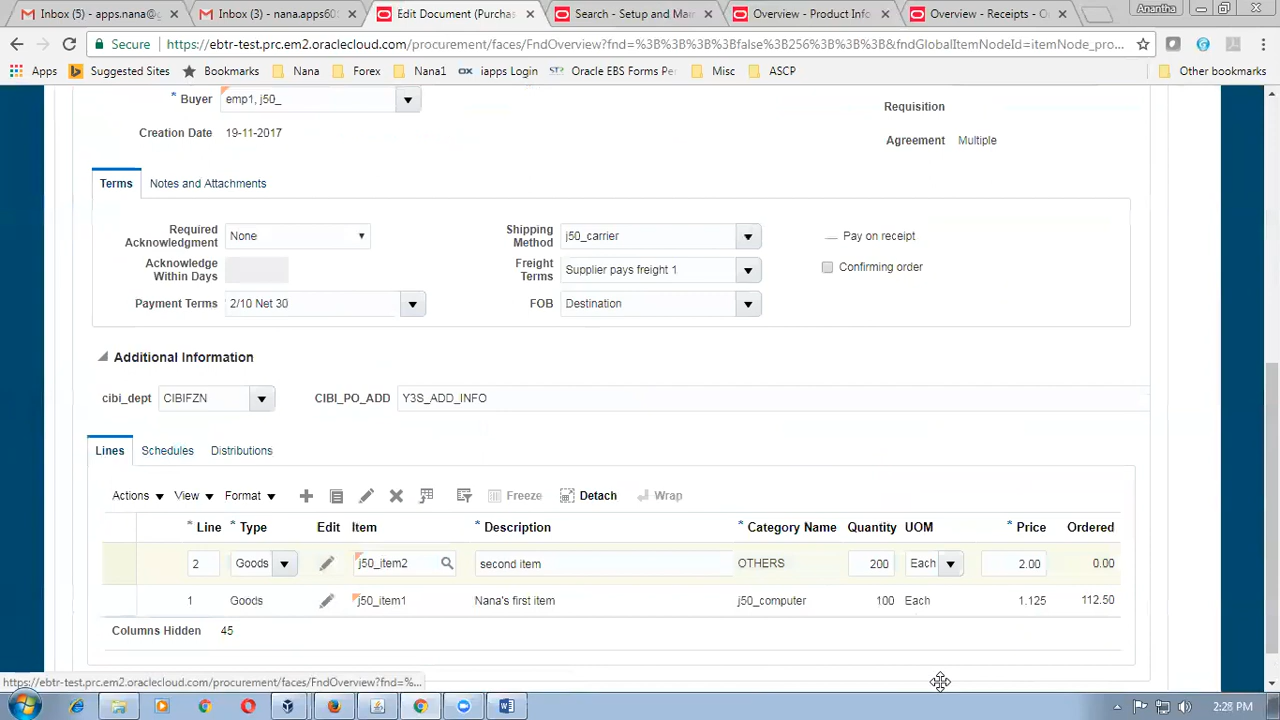 Inbox (5) - appsnana@g
Inbox (3) - nana.apps60
Edit Document (Purchas
Search - Setup and Mar
Overview - Product Info
Overview - Receipts - O
Anantha
Secure
https://ebtr-test.prc.em2.oraclecloud.com/procurement/faces/FndOverview?fnd=%3B%3B%3B%3Bfalse%3B256%3B%3B%3B&fndGlobalItemNodeId=itemNode_pro...
Apps Suggested Sites Bookmarks Nana Forex Nana1 iapps Login Oracle EBS Forms Per Misc ASCP Other bookmarks
* Buyer emp1, j50_
Requisition
Creation Date 19-11-2017
Agreement Multiple
Terms Notes and Attachments
Required Acknowledgment None
Shipping Method j50_carrier
Pay on receipt
Acknowledge Within Days
Freight Terms Supplier pays freight 1
Confirming order
Payment Terms 2/10 Net 30
FOB Destination
Additional Information
cibi_dept CIBIFZN CIBI_PO_ADD Y3S_ADD_INFO
Lines Schedules Distributions
Actions View Format Freeze Detach Wrap
* Line * Type Edit Item * Description * Category Name Quantity UOM * Price Ordered
2 Goods j50_item2 second item OTHERS 200 Each 2.00 0.00
1 Goods j50_item1 Nana's first item j50_computer 100 Each 1.125 112.50
Columns Hidden 45
https://ebtr-test.prc.em2.oraclecloud.com/procurement/faces/FndOverview?fnd=%...
2:28 PM